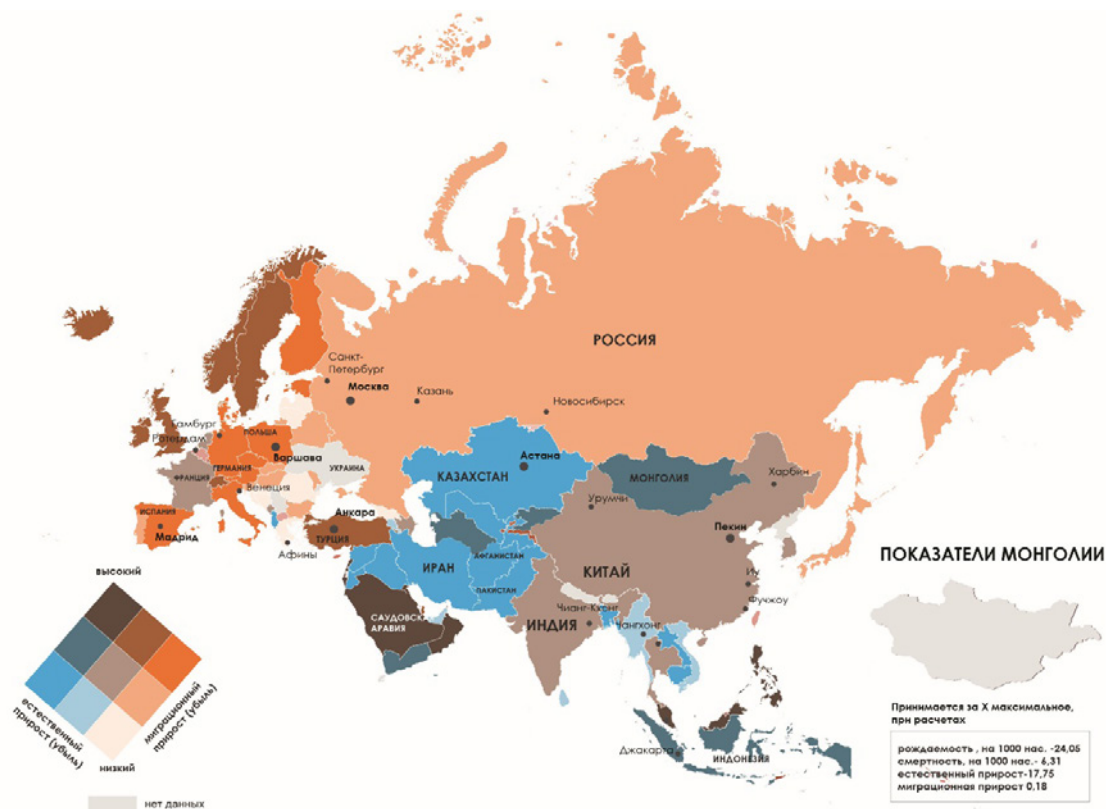 РОССИЯ
Санкт-
Петербург
Москва
Казань
Новосибирск
Гамбург
ПОЛЬША
Варшава
ГЕРМАНИЯ
УКРАИНА
ФРАНЦИЯ
Венеция
ИСПАНИЯ
Мадрид
Анкара
ТУРЦИЯ
Афины
КАЗАХСТАН
Астана
МОНГОЛИЯ
Харбин
Урумчи
Пекин
ИРАН
АФГАНИСТАН
ПАКИСТАН
КИТАЙ
Фучжоу
САУДОВСК
АРАВИЯ
ИНДИЯ
Джакарта
ИНДОНЕЗИЯ
высокий
естественный
прирост (убыль)
миграционный
прирост (убыль)
низкий
нет данных
ПОКАЗАТЕЛИ МОНГОЛИИ
Принимается за X максимальное,
при расчетах
рождаемость , на 1000 нас. -24,05
смертность, на 1000 нас.- 6,31
естественный прирост-17,75
миграционная прирост 0,18